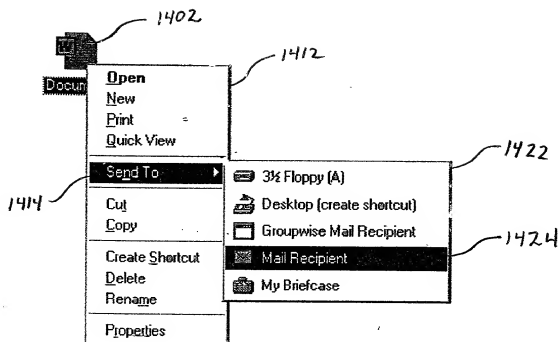 1402
W
1412
Docum
Open
New
Print
Quick View
1422
Send To
3½ Floppy (A)
1414
Desktop (create shortcut)
Cut
Copy
Groupwise Mail Recipient
1424
Mail Recipient
Create Shortcut
Delete
My Briefcase
Rename
Properties